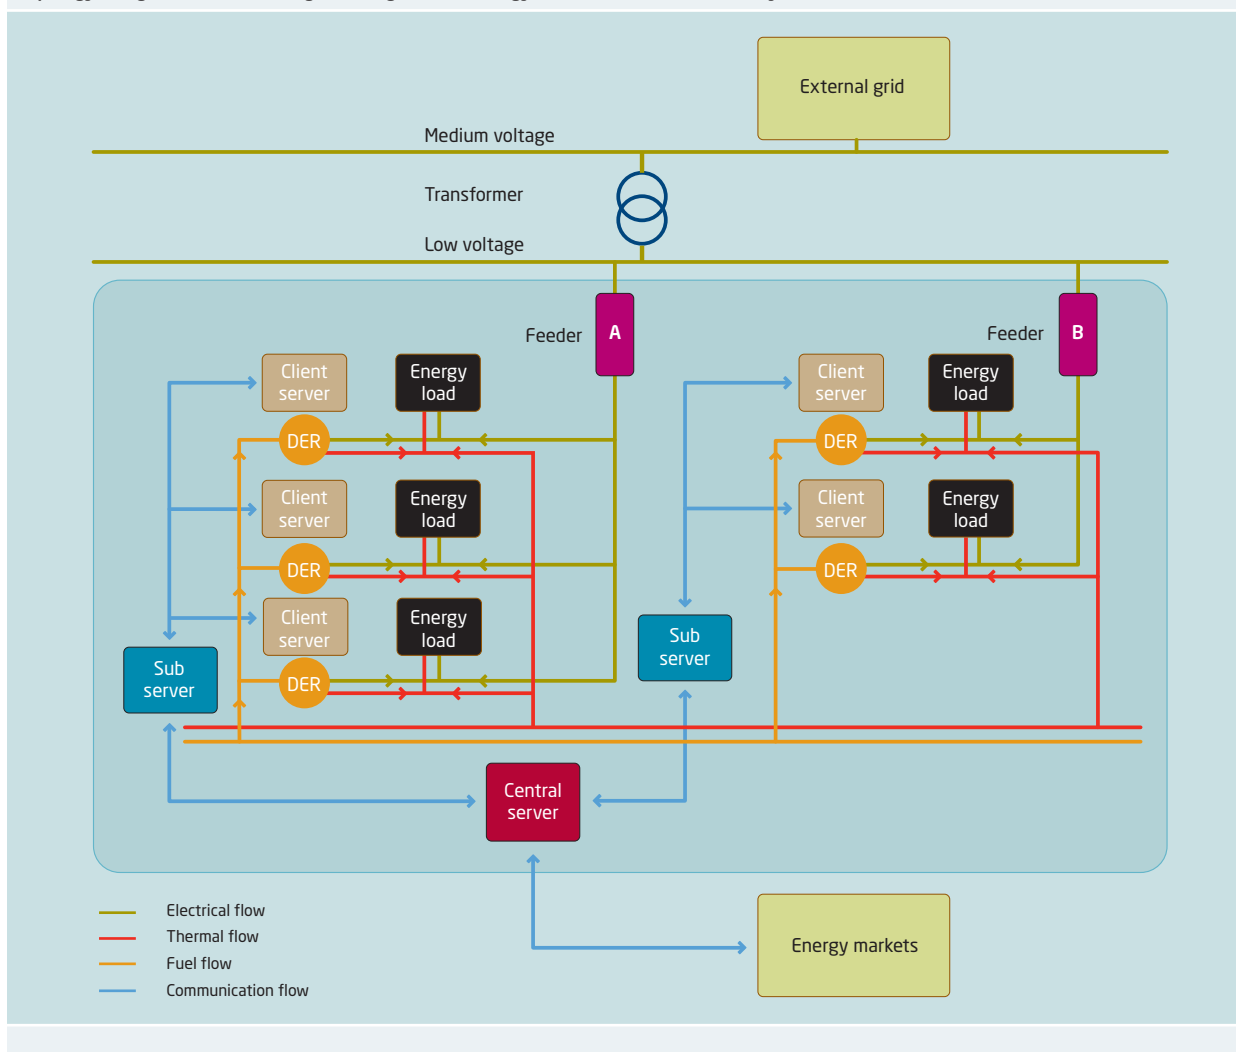 External grid
Medium voltage
Transformer
Low voltage
Feeder
A
Feeder
B
Client
server
Energy
load
Client
server
Energy
load
DER
DER
Client
server
Energy
load
Client
server
Energy
load
DER
DER
Client
server
Energy
load
Sub
server
Sub
server
DER
Central
server
Electrical flow
Thermal flow
Fuel flow
Communication flow
Energy markets